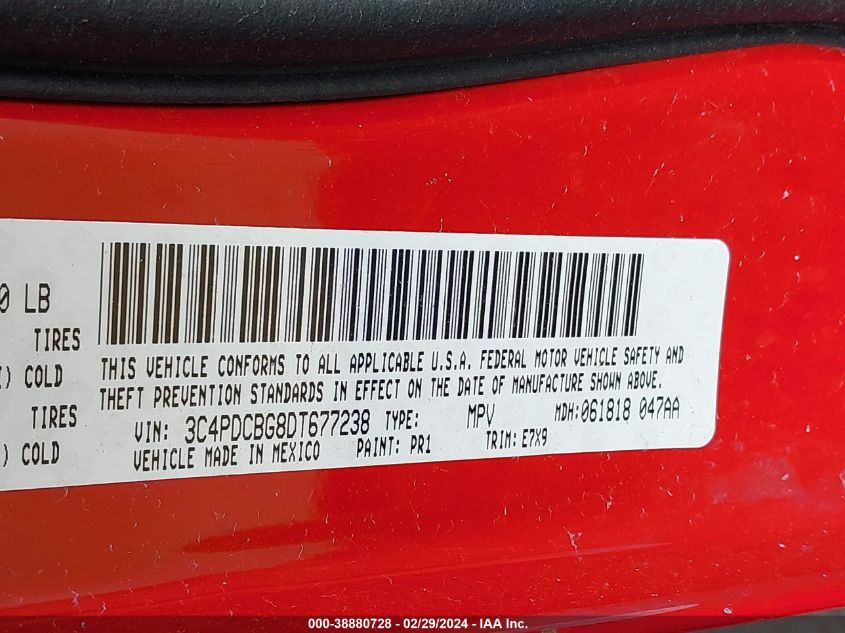 0 LB
TIRES
) COLD
TIRES
) COLD
THIS VEHICLE CONFORMS TO ALL APPLICABLE U.S.A. FEDERAL MOTOR VEHICLE SAFETY AND
THEFT PREVENTION STANDARDS IN EFFECT ON THE DATE OF MANUFACTURE SHOWN ABOVE.
VIN: 3C4PDCBG8DT677238 TYPE: MPV MDH:061818 047AA
VEHICLE MADE IN MEXICO PAINT: PR1 TRIM: E7X9
000-38880728 - 02/29/2024 - IAA Inc.